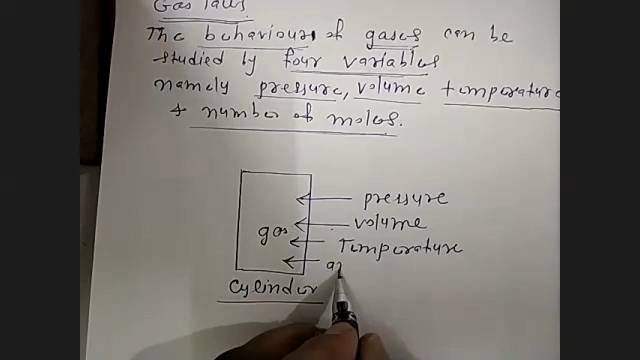 Gas laws
The behaviour of gases can be
studied by four variables
namely pressure, volume temperature
& number of moles.
pressure
volume
gas
Temperature
Cylinder